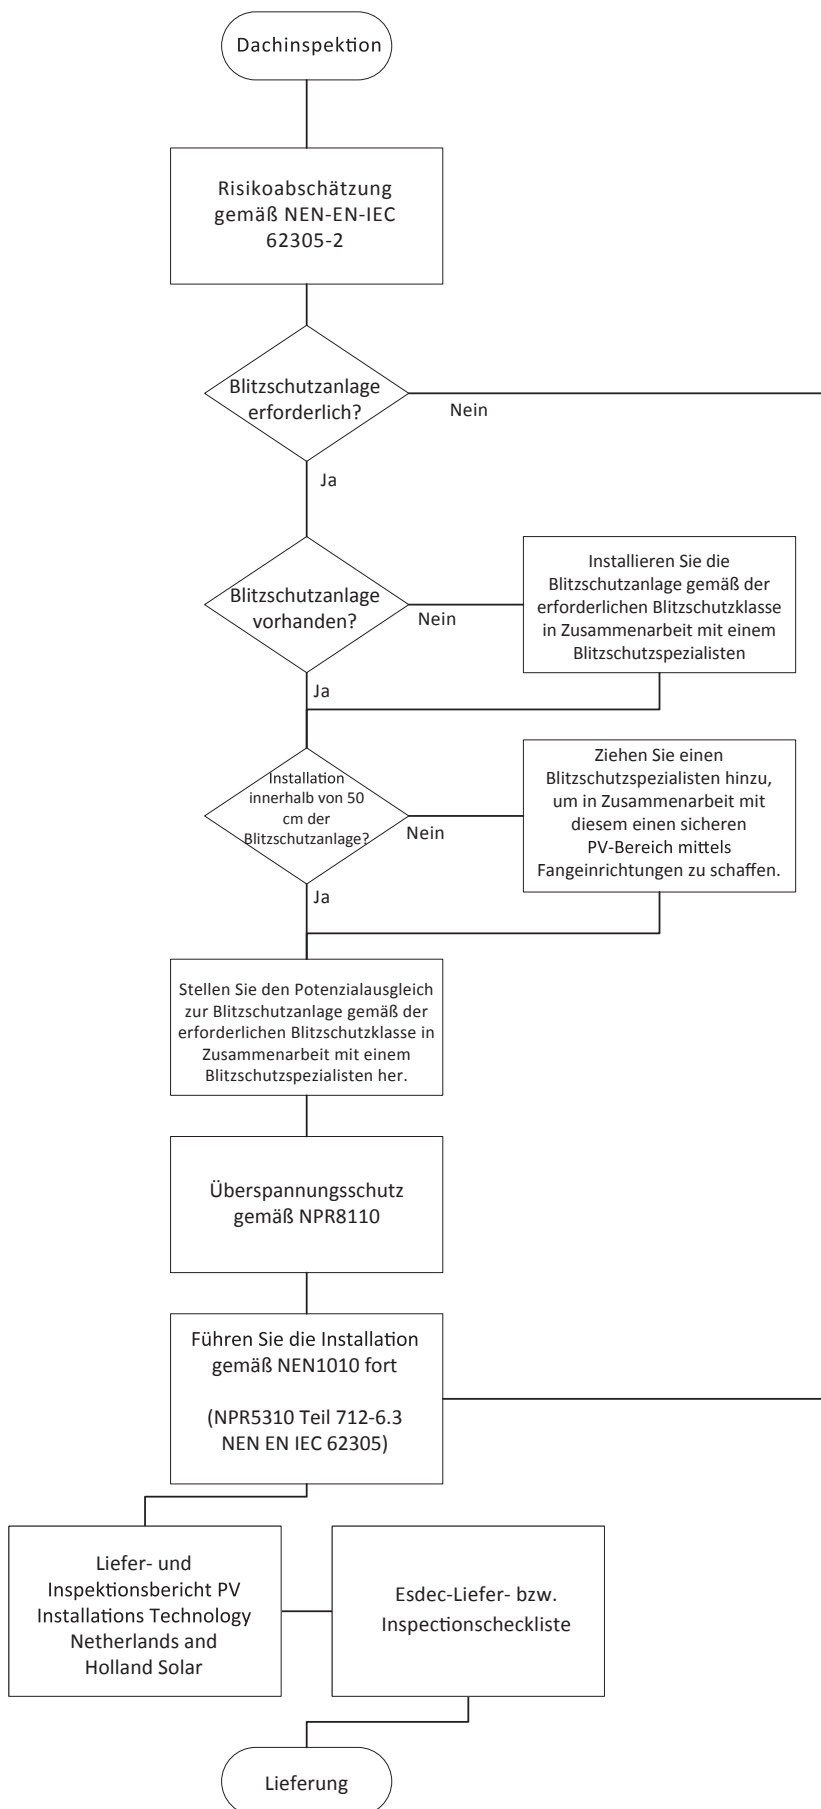 Dachinspektion
Risikoabschätzung
gemäß NEN-EN-IEC
62305-2
Blitzschutzanlage
erforderlich?
Nein
Ja
Blitzschutzanlage
vorhanden?
Nein
Installieren Sie die
Blitzschutzanlage gemäß der
erforderlichen Blitzschutzklasse
in Zusammenarbeit mit einem
Blitzschutzspezialisten
Ja
Installation
innerhalb von 50
cm der
Blitzschutzanlage?
Nein
Ziehen Sie einen
Blitzschutzspezialisten hinzu,
um in Zusammenarbeit mit
diesem einen sicheren
PV-Bereich mittels
Fangeinrichtungen zu schaffen.
Ja
Stellen Sie den Potenzialausgleich
zur Blitzschutzanlage gemäß der
erforderlichen Blitzschutzklasse in
Zusammenarbeit mit einem
Blitzschutzspezialisten her.
Überspannungsschutz
gemäß NPR8110
Führen Sie die Installation
gemäß NEN1010 fort
(NPR5310 Teil 712-6.3
NEN EN IEC 62305)
Liefer- und
Inspektionsbericht PV
Installations Technology
Netherlands and
Holland Solar
Esdec-Liefer- bzw.
Inspectionscheckliste
Lieferung